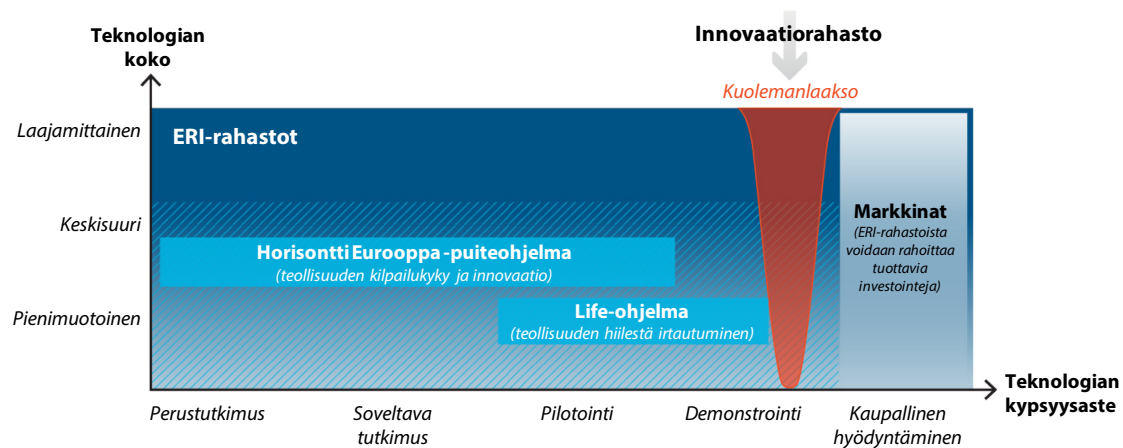 Teknologian
koko
Innovaatiorahasto
Kuolemanlaakso
Laajamittainen
ERI-rahastot
Keskisuuri
Horisontti Eurooppa -puiteohjelma
(teollisuuden kilpailukyky ja innovaatio)
Markkinat
(ERI-rahastoista
voidaan rahoittaa
tuottavia
investointeja)
Pienimuotoinen
Life-ohjelma
(teollisuuden hiilestä irtautuminen)
Teknologian
kypsyysaste
Perustutkimus
Soveltava
tutkimus
Pilotointi
Demonstrointi
Kaupallinen
hyödyntäminen